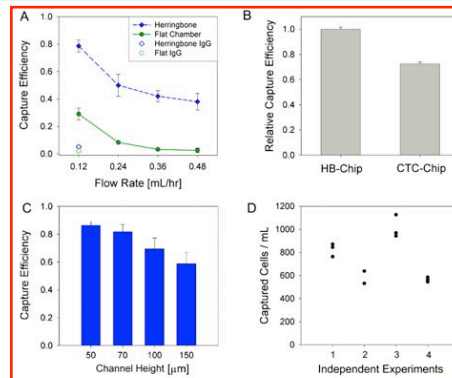 A
Herringbone
Flat Chamber
Herringbone IgG
Flat IgG
Capture Efficiency
1.0
0.8
0.6
0.4
0.2
0.0
0.12 0.24 0.36 0.48
Flow Rate [mL/hr]
B
Relative Capture Efficiency
1.0
0.8
0.6
0.4
0.2
0.0
HB-Chip CTC-Chip
C
Capture Efficiency
1.0
0.8
0.6
0.4
0.2
0.0
50 70 100 150
Channel Height [μm]
D
Captured Cells / mL
1200
1000
800
600
400
200
0
1 2 3 4
Independent Experiments